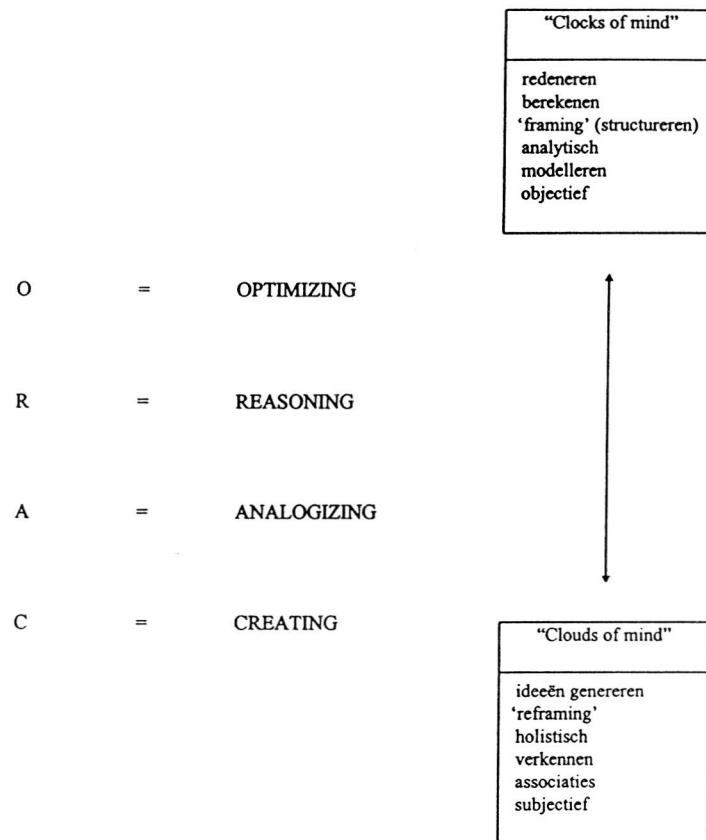 “Clocks of mind”
redeneren
berekenen
‘framing’ (structureren)
analytisch
modelleren
objectief
O = OPTIMIZING
R = REASONING
A = ANALOGIZING
C = CREATING
“Clouds of mind”
ideeën genereren
‘reframing’
holistisch
verkennen
associaties
subjectief